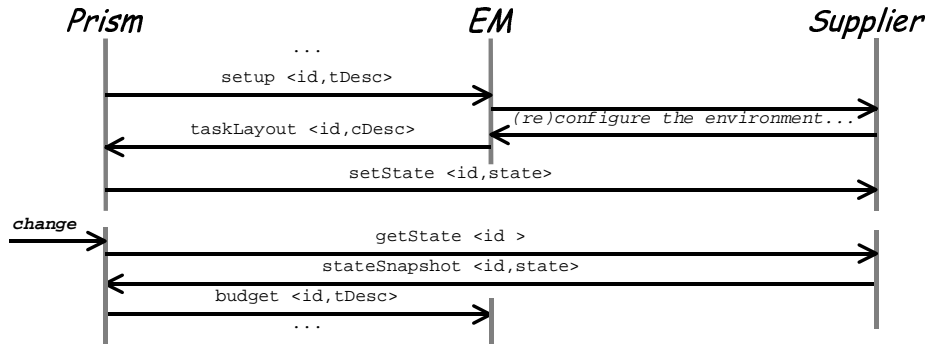 Prism
EM
Supplier
...
setup <id,tDesc>
(re)configure the environment...
taskLayout <id,cDesc>
setState <id,state>
change
getState <id >
stateSnapshot <id,state>
budget <id,tDesc>
...